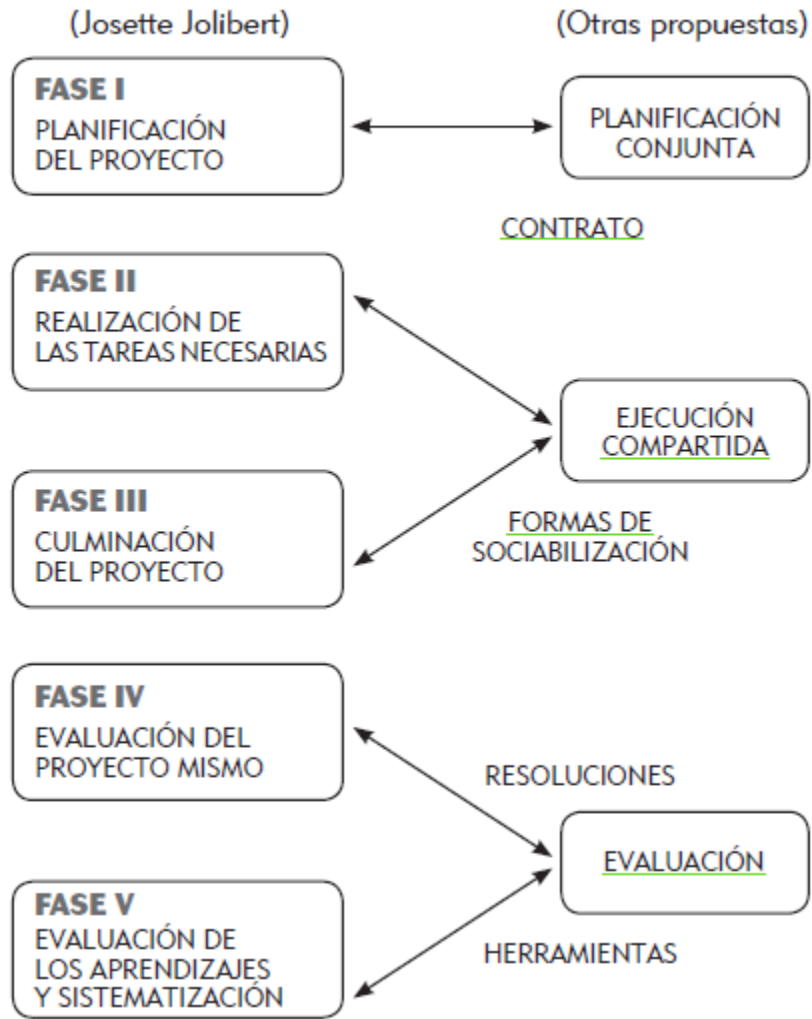 (Josette Jolibert)
(Otras propuestas)
FASE I
PLANIFICACIÓN
DEL PROYECTO
PLANIFICACIÓN
CONJUNTA
CONTRATO
FASE II
REALIZACIÓN DE
LAS TAREAS NECESARIAS
EJECUCIÓN
COMPARTIDA
FASE III
CULMINACIÓN
DEL PROYECTO
FORMAS DE
SOCIABILIZACIÓN
FASE IV
EVALUACIÓN DEL
PROYECTO MISMO
RESOLUCIONES
EVALUACIÓN
FASE V
EVALUACIÓN DE
LOS APRENDIZAJES
Y SISTEMATIZACIÓN
HERRAMIENTAS